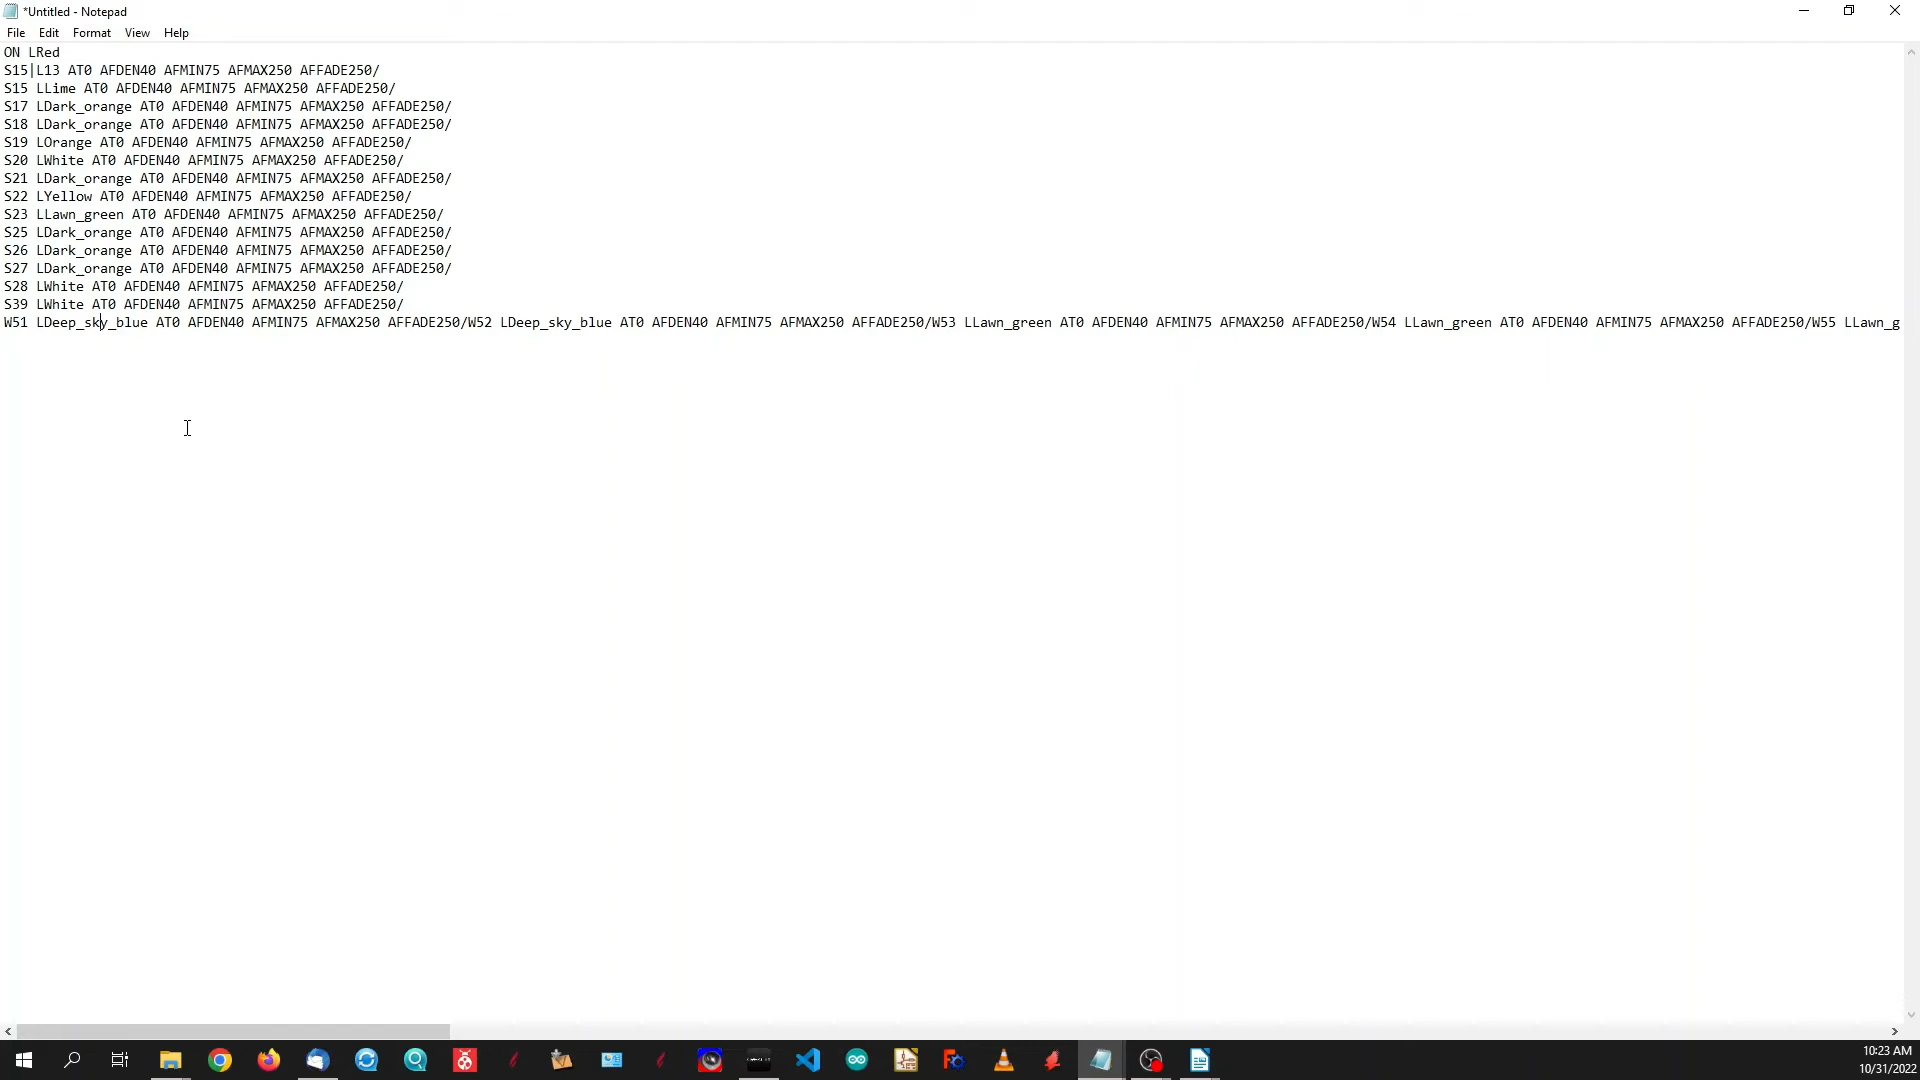 *Untitled - Notepad
File Edit Format View Help
ON LRed
S15|L13 AT0 AFDEN40 AFMIN75 AFMAX250 AFFADE250/
S15 LLime AT0 AFDEN40 AFMIN75 AFMAX250 AFFADE250/
S17 LDark_orange AT0 AFDEN40 AFMIN75 AFMAX250 AFFADE250/
S18 LDark_orange AT0 AFDEN40 AFMIN75 AFMAX250 AFFADE250/
S19 LOrange AT0 AFDEN40 AFMIN75 AFMAX250 AFFADE250/
S20 LWhite AT0 AFDEN40 AFMIN75 AFMAX250 AFFADE250/
S21 LDark_orange AT0 AFDEN40 AFMIN75 AFMAX250 AFFADE250/
S22 LYellow AT0 AFDEN40 AFMIN75 AFMAX250 AFFADE250/
S23 LLawn_green AT0 AFDEN40 AFMIN75 AFMAX250 AFFADE250/
S25 LDark_orange AT0 AFDEN40 AFMIN75 AFMAX250 AFFADE250/
S26 LDark_orange AT0 AFDEN40 AFMIN75 AFMAX250 AFFADE250/
S27 LDark_orange AT0 AFDEN40 AFMIN75 AFMAX250 AFFADE250/
S28 LWhite AT0 AFDEN40 AFMIN75 AFMAX250 AFFADE250/
S39 LWhite AT0 AFDEN40 AFMIN75 AFMAX250 AFFADE250/
W51 LDeep_sky_blue AT0 AFDEN40 AFMIN75 AFMAX250 AFFADE250/W52 LDeep_sky_blue AT0 AFDEN40 AFMIN75 AFMAX250 AFFADE250/W53 LLawn_green AT0 AFDEN40 AFMIN75 AFMAX250 AFFADE250/W54 LLawn_green AT0 AFDEN40 AFMIN75 AFMAX250 AFFADE250/W55 LLawn_g
10:23 AM
10/31/2022